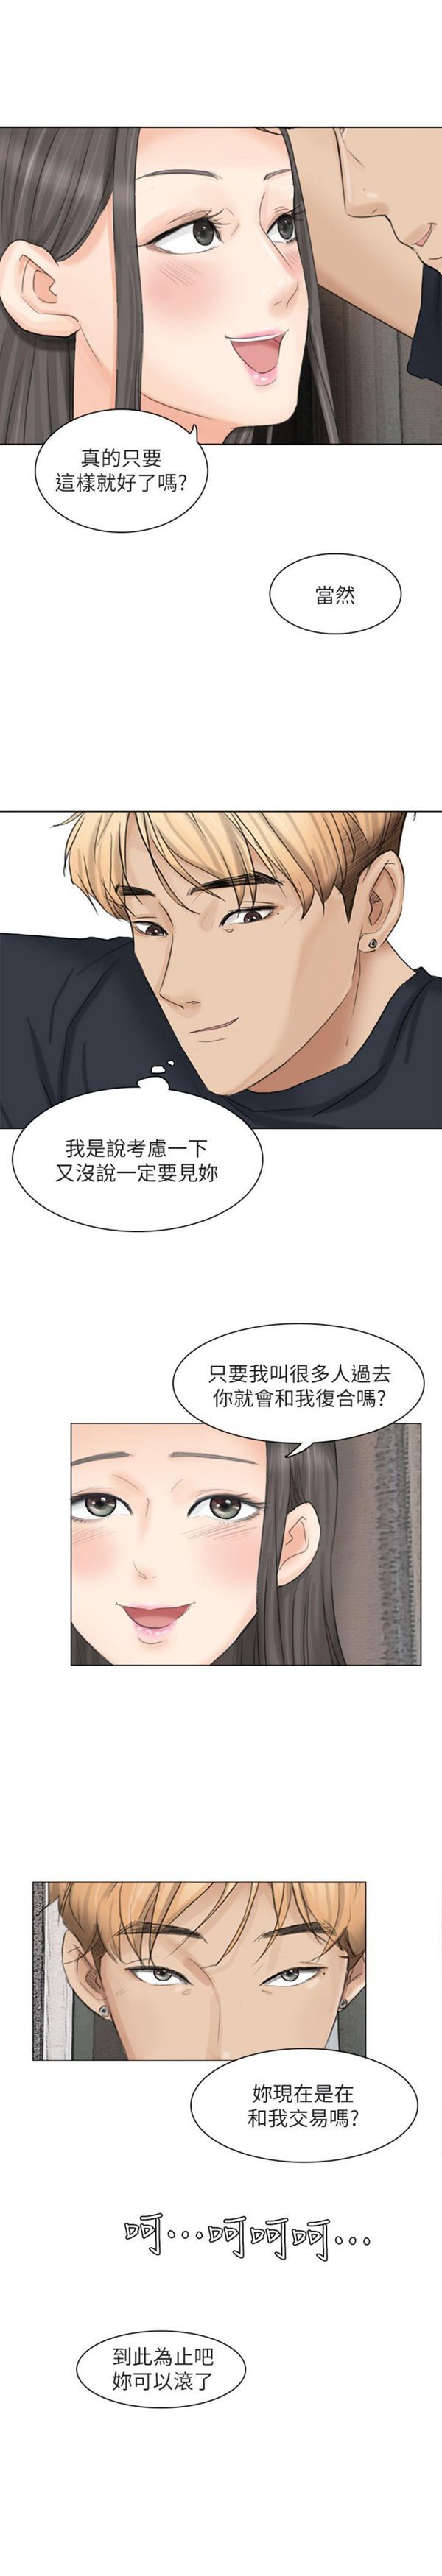 真的只要
這樣就好了嗎?
當然
我是說考慮一下
又沒說一定要見妳
只要我叫很多人過去
你就會和我復合嗎?
妳現在是在
和我交易嗎?
呵…呵呵呵…
到此為止吧
妳可以滾了